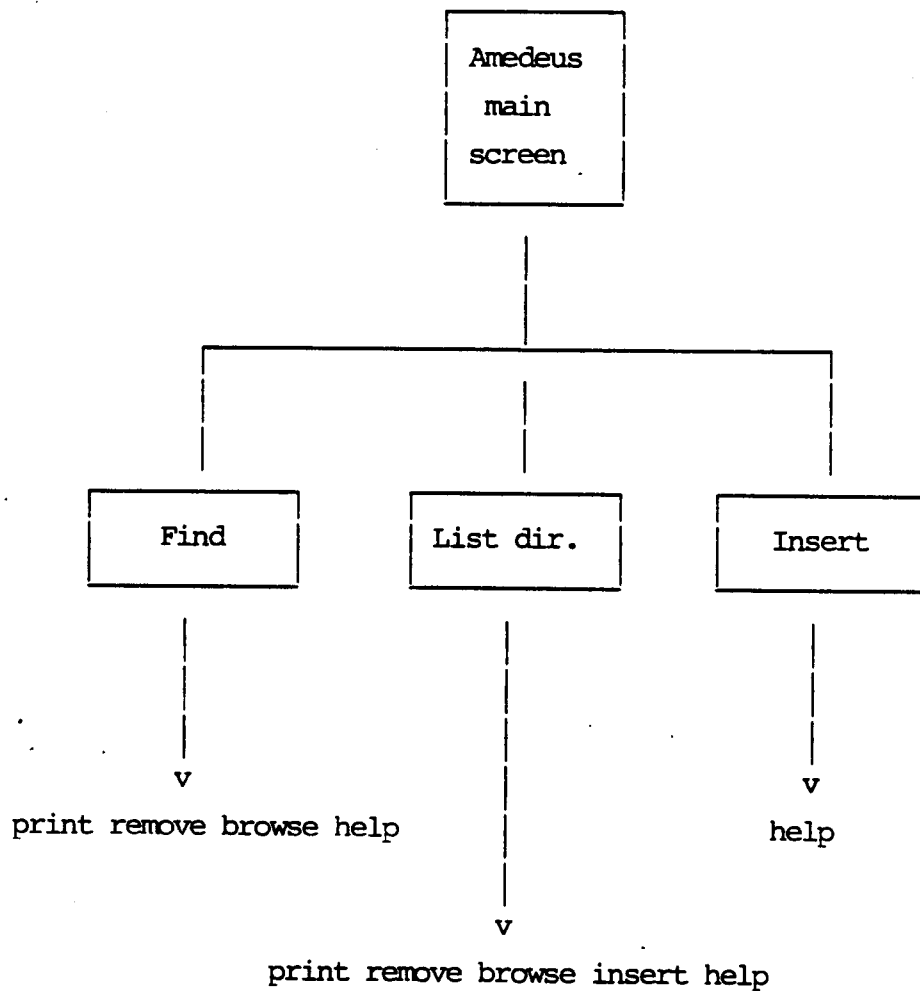 Amedeus
main
screen
Find
List dir.
Insert
v
v
print remove browse help
help
v
print remove browse insert help